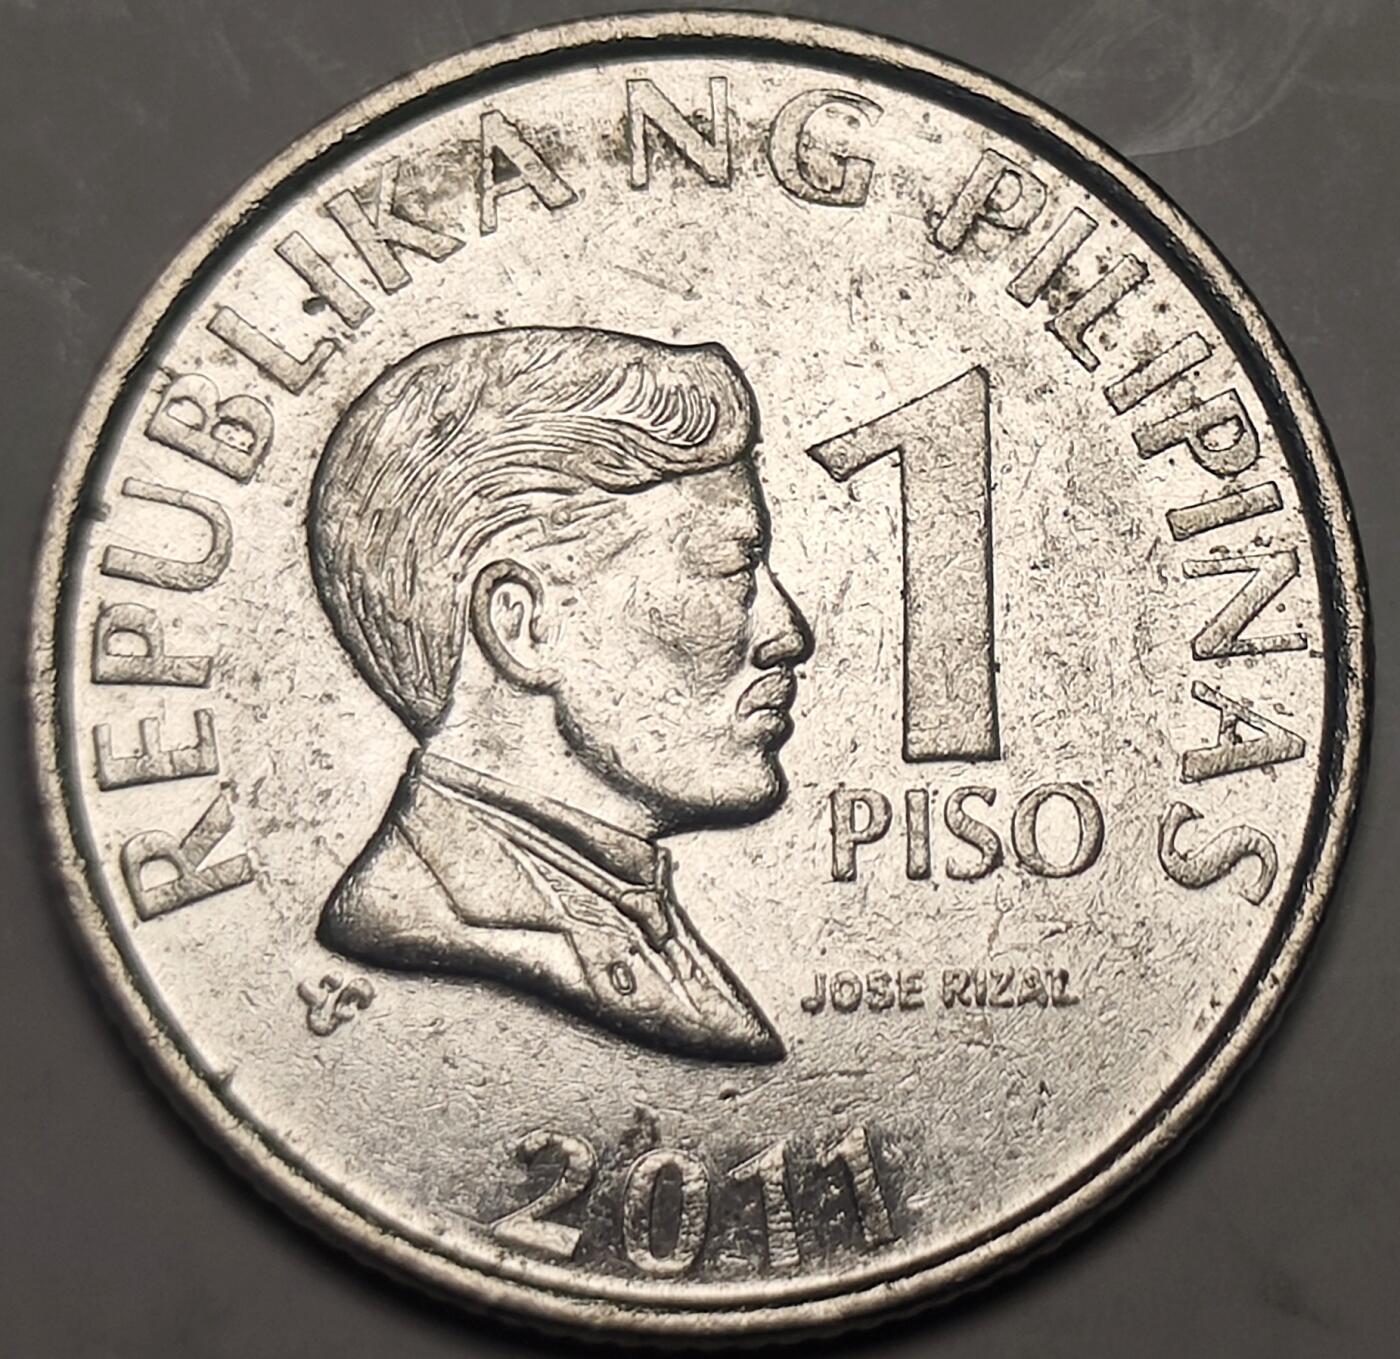 REPUBLIKA NG PILIPINAS
1
PISO
JOSE RIZAL
2011